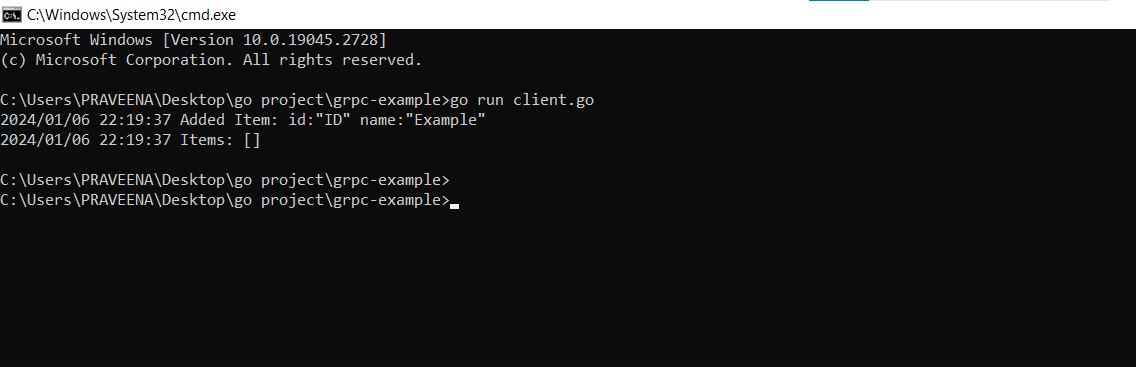 C:\Windows\System32\cmd.exe
Microsoft Windows [Version 10.0.19045.2728]
(c) Microsoft Corporation. All rights reserved.
C:\Users\PRAVEENA\Desktop\go project\grpc-example>go run client.go
2024/01/06 22:19:37 Added Item: id:"ID" name:"Example"
2024/01/06 22:19:37 Items: []
C:\Users\PRAVEENA\Desktop\go project\grpc-example>
C:\Users\PRAVEENA\Desktop\go project\grpc-example>